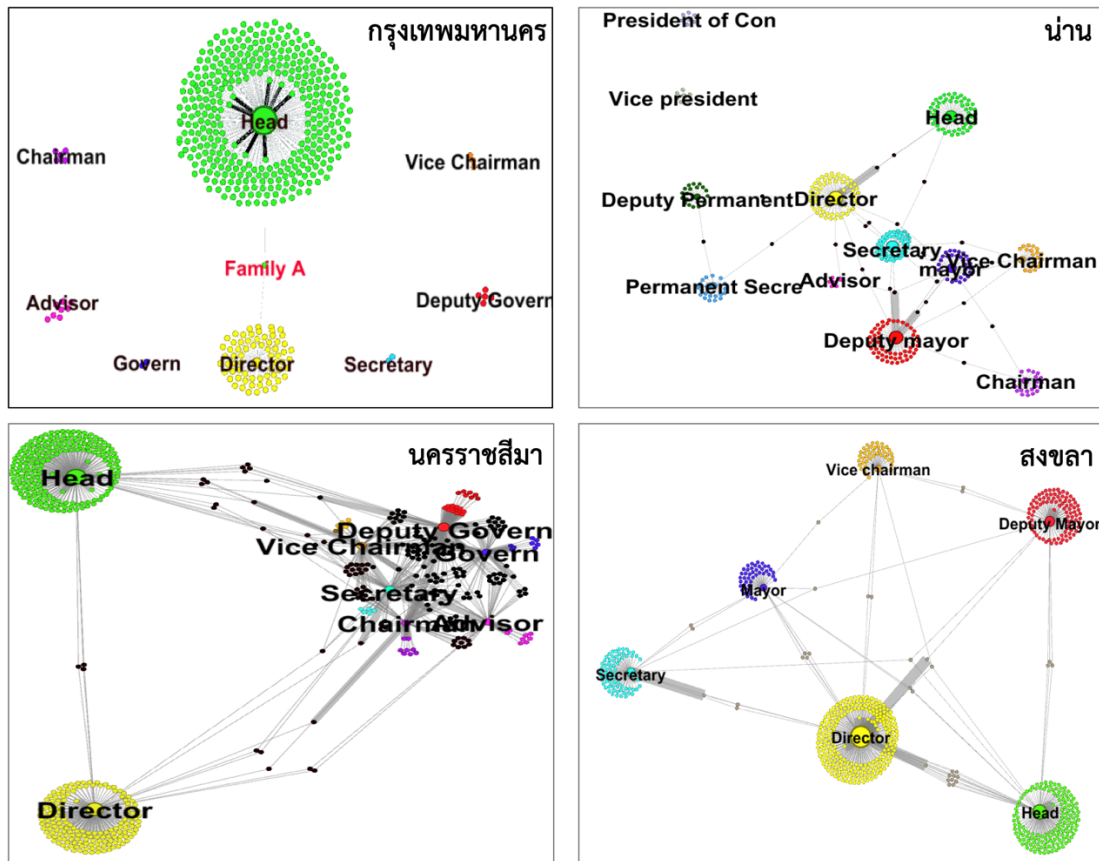 กรุงเทพมหานคร
Head
Chairman
Vice Chairman
Family A
Advisor
Deputy Govern
Govern
Director
Secretary
น่าน
President of Con
Vice president
Head
Deputy Permanent
Director
Secretary
Vice Chairman
mayor
Permanent Secre
Advisor
Deputy mayor
Chairman
นครราชสีมา
Head
Deputy Govern
Vice Chairman
Govern
Secretary
Chairman
Advisor
Director
สงขลา
Vice chairman
Deputy Mayor
Mayor
Secretary
Director
Head